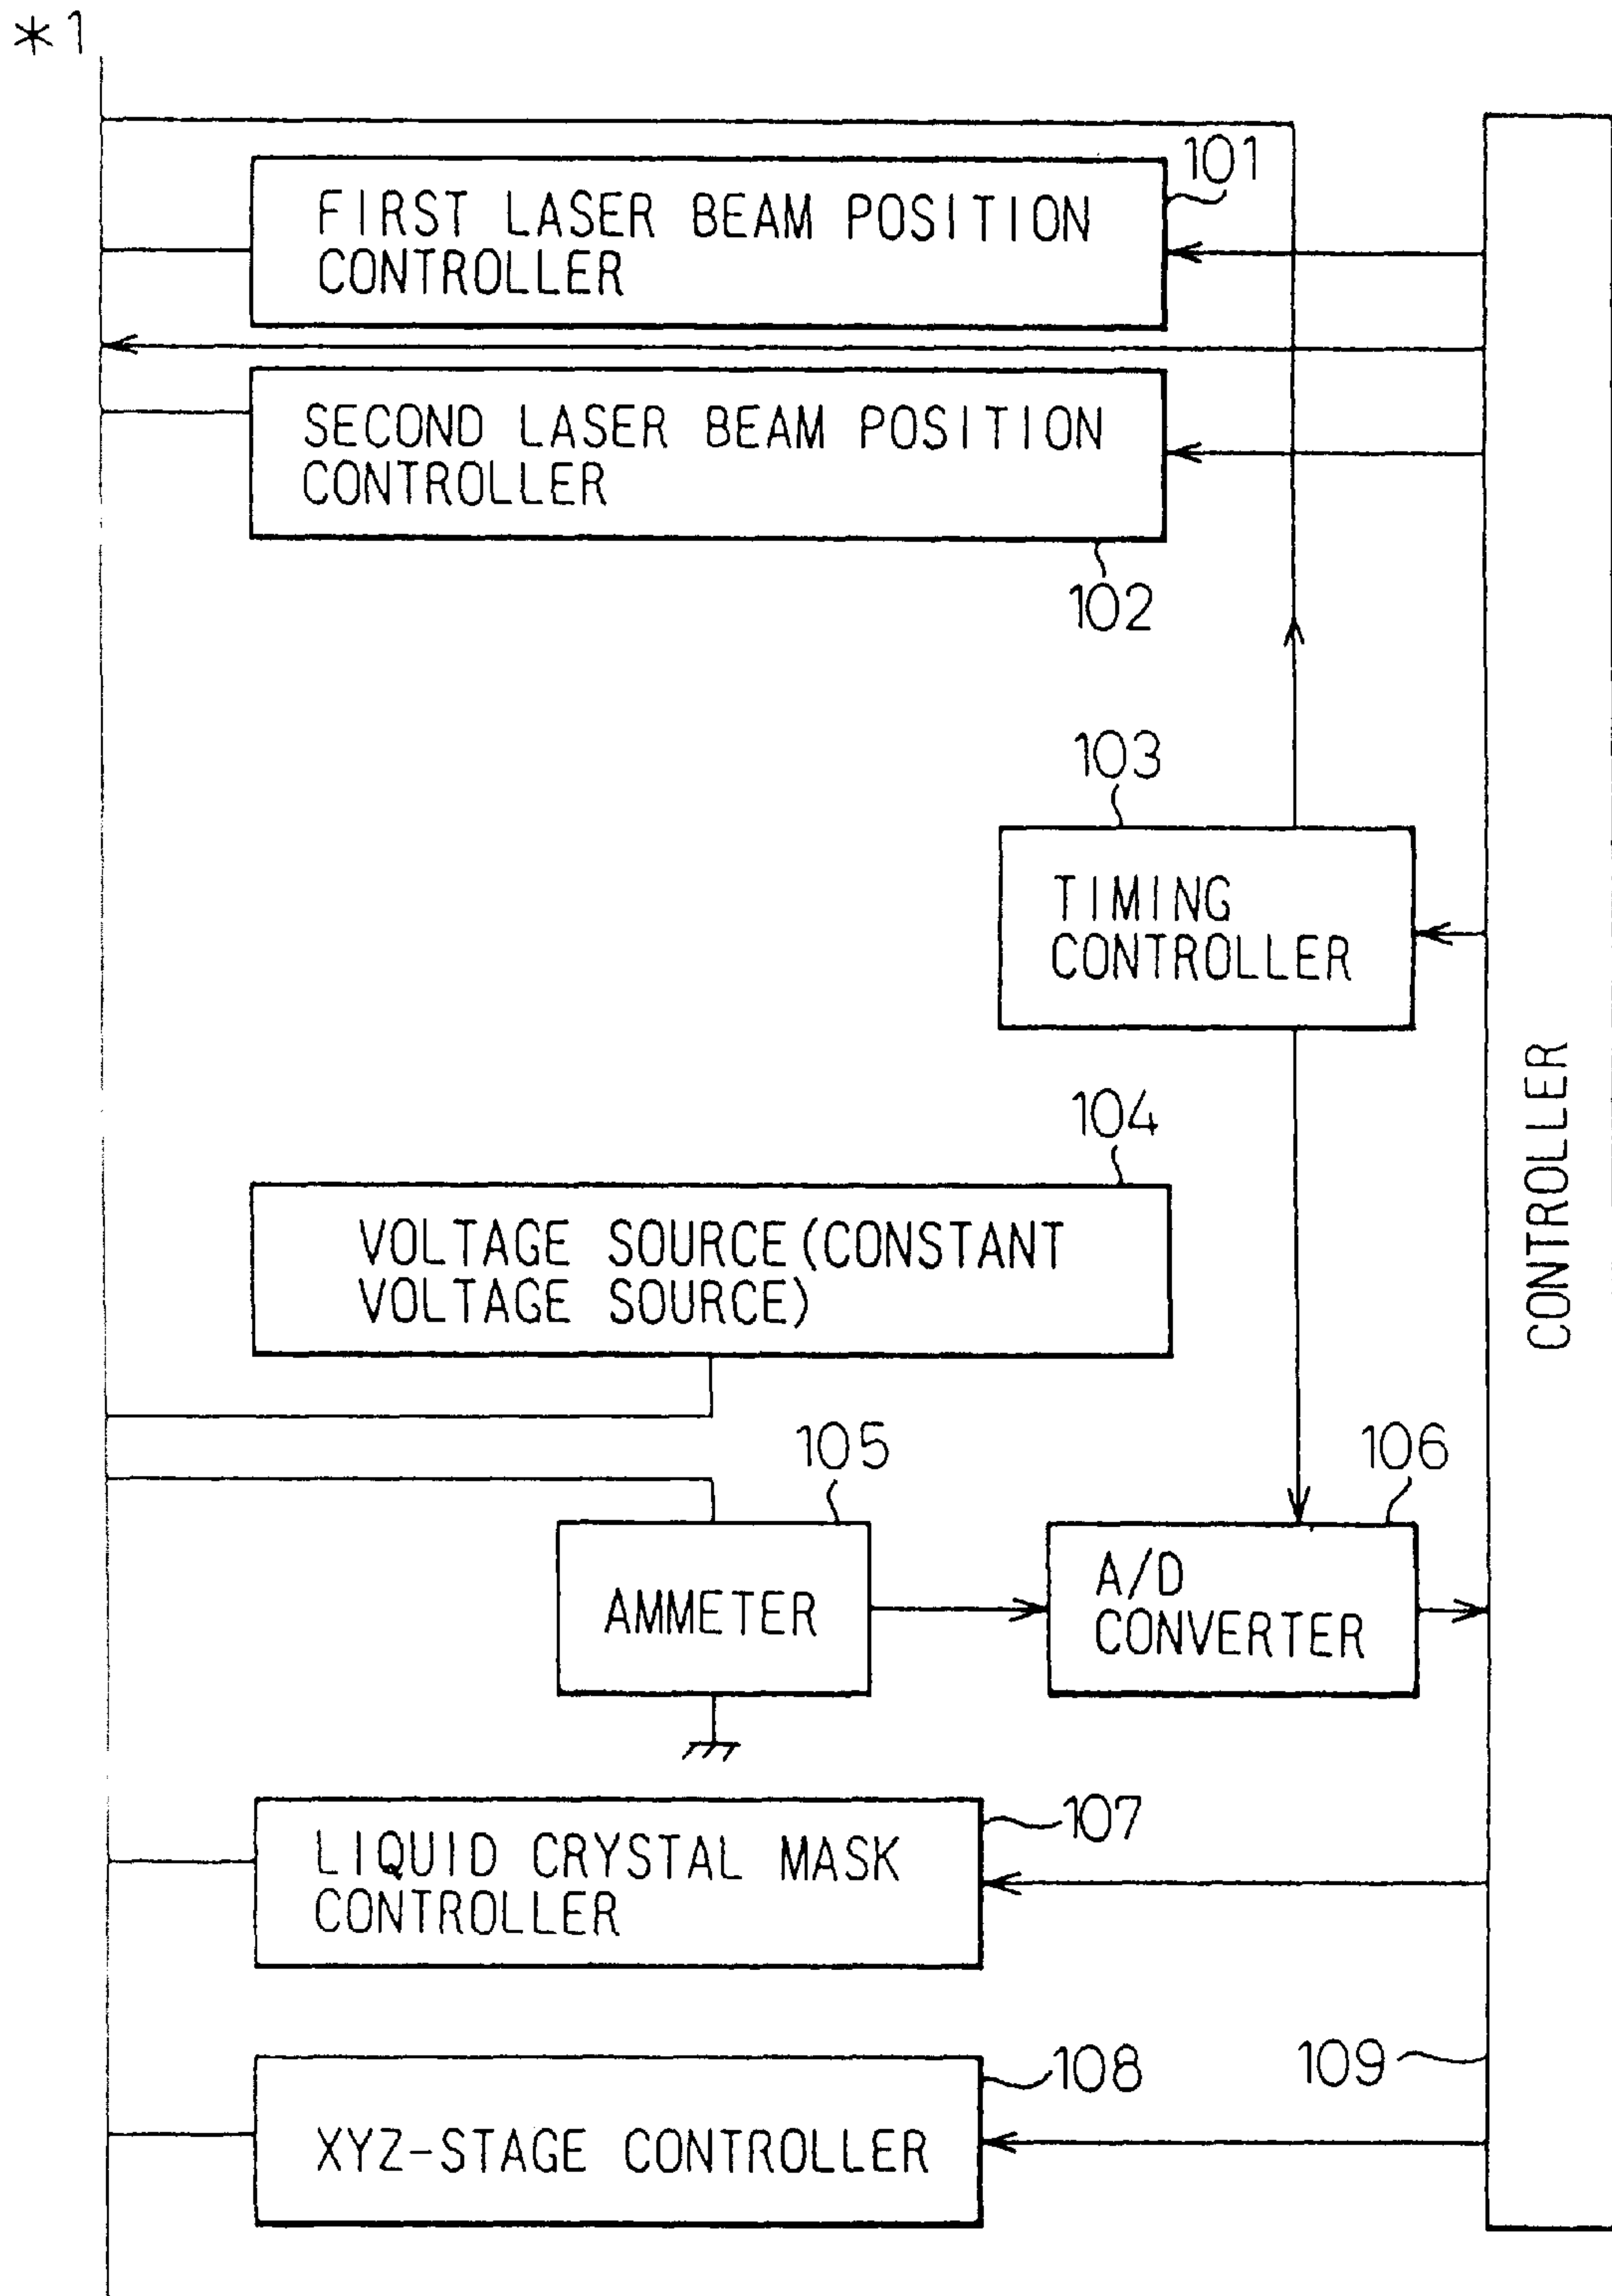 *1
101
FIRST LASER BEAM POSITION
CONTROLLER
SECOND LASER BEAM POSITION
CONTROLLER
102
103
TIMING
CONTROLLER
104
VOLTAGE SOURCE(CONSTANT
VOLTAGE SOURCE)
CONTROLLER
105
106
AMMETER
A/D
CONVERTER
107
LIQUID CRYSTAL MASK
CONTROLLER
108
109
XYZ-STAGE CONTROLLER